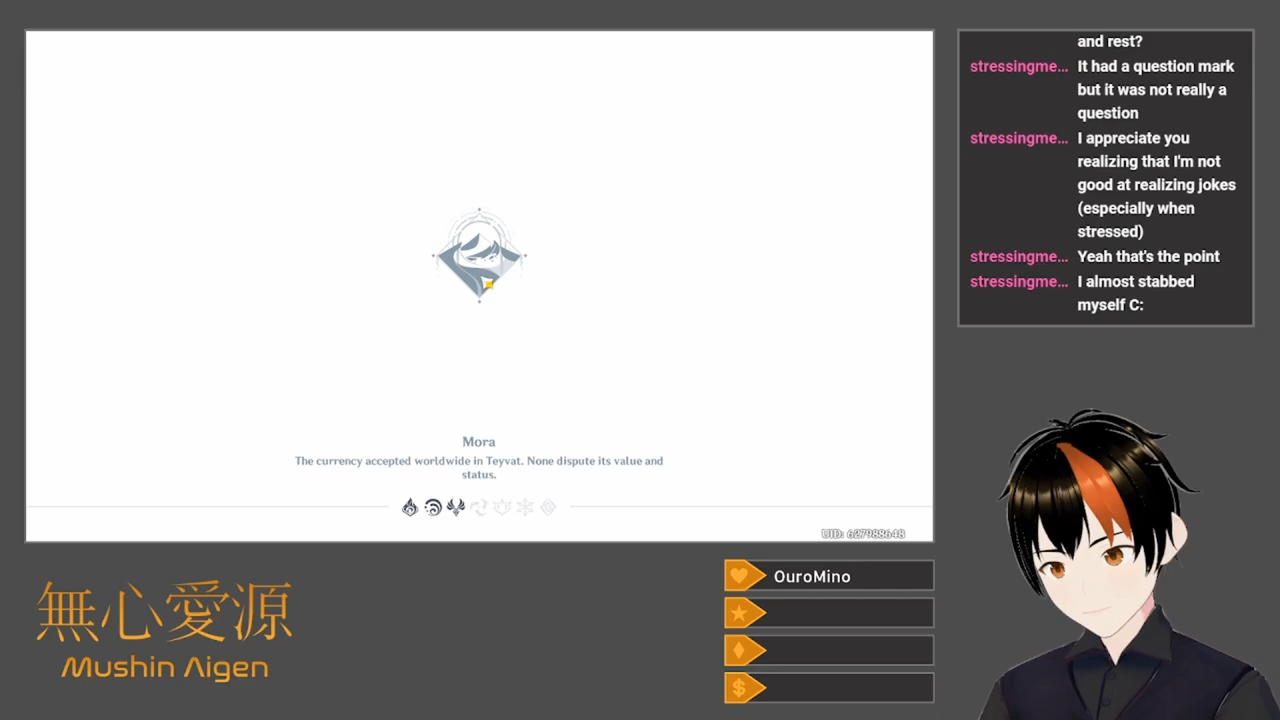 and rest?
stressingme... It had a question mark
but it was not really a
question
stressingme... I appreciate you
realizing that I'm not
good at realizing jokes
(especially when
stressed)
stressingme... Yeah that's the point
stressingme... I almost stabbed
myself C:
Mora
The currency accepted worldwide in Teyvat. None dispute its value and
status.
UID: 627988648
無心愛源
Mushin Aigen
OuroMino